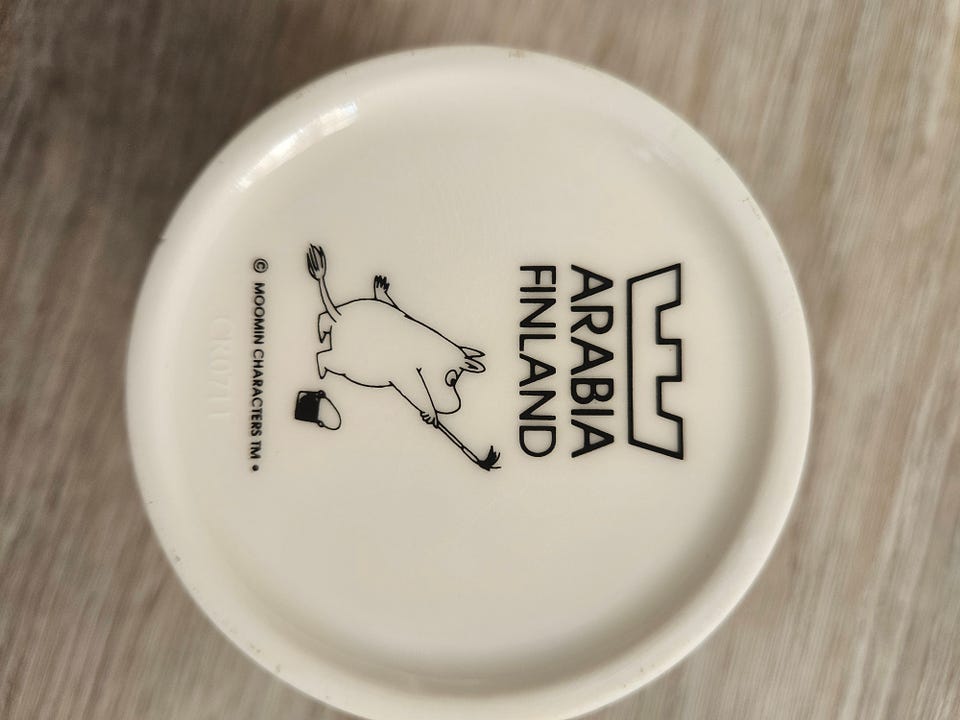 ARABIA
FINLAND
© MOOMIN CHARACTERS TM •